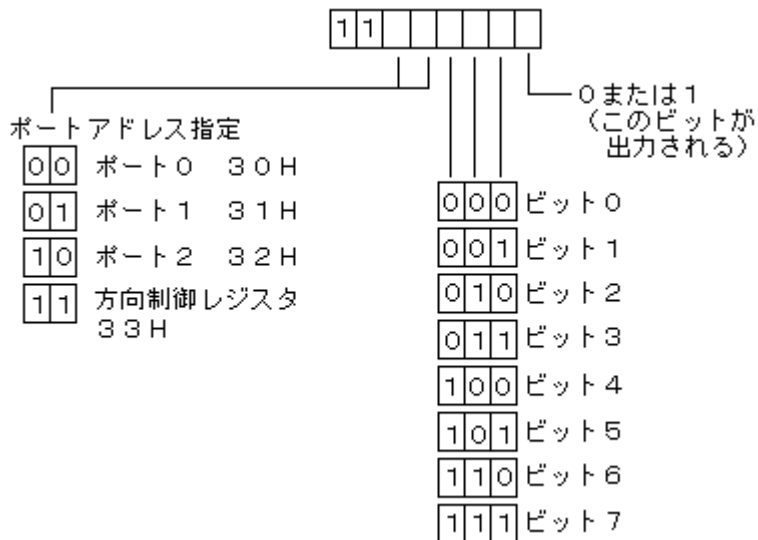 11
0または1
(このビットが
出力される)
ポートアドレス指定
00 ポート0 30H
01 ポート1 31H
10 ポート2 32H
11 方向制御レジスタ
33H
000 ビット0
001 ビット1
010 ビット2
011 ビット3
100 ビット4
101 ビット5
110 ビット6
111 ビット7